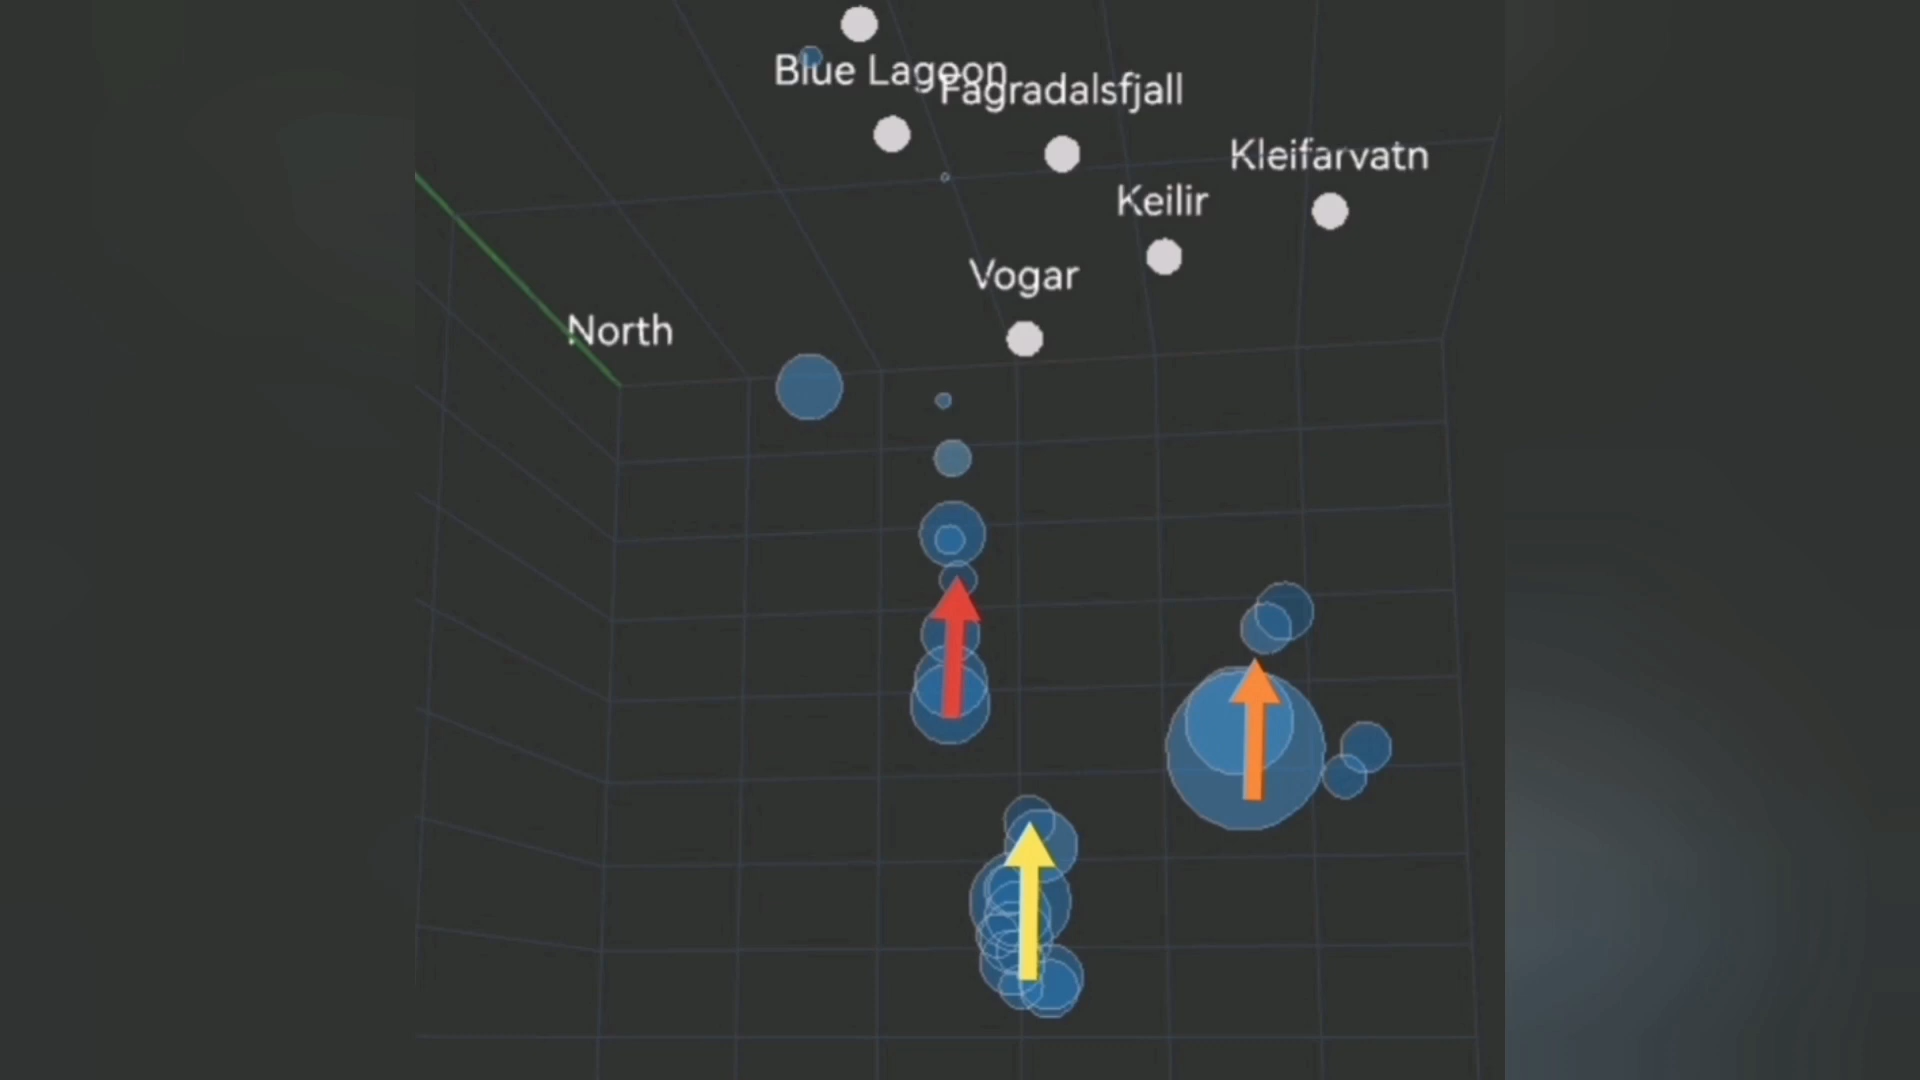 Blue Lagoon
Fagradalsfjall
Kleifarvatn
Keilir
Vogar
North